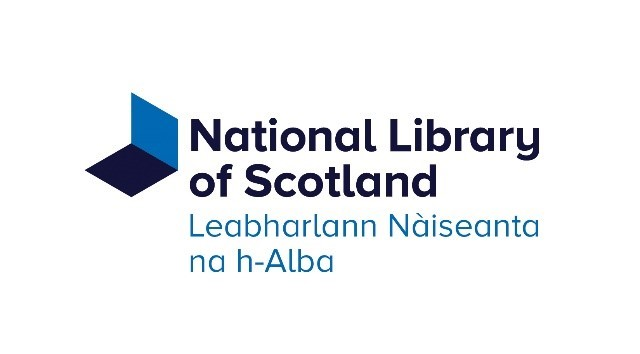 National Library
of Scotland
Leabharlann Nàiseanta
na h-Alba